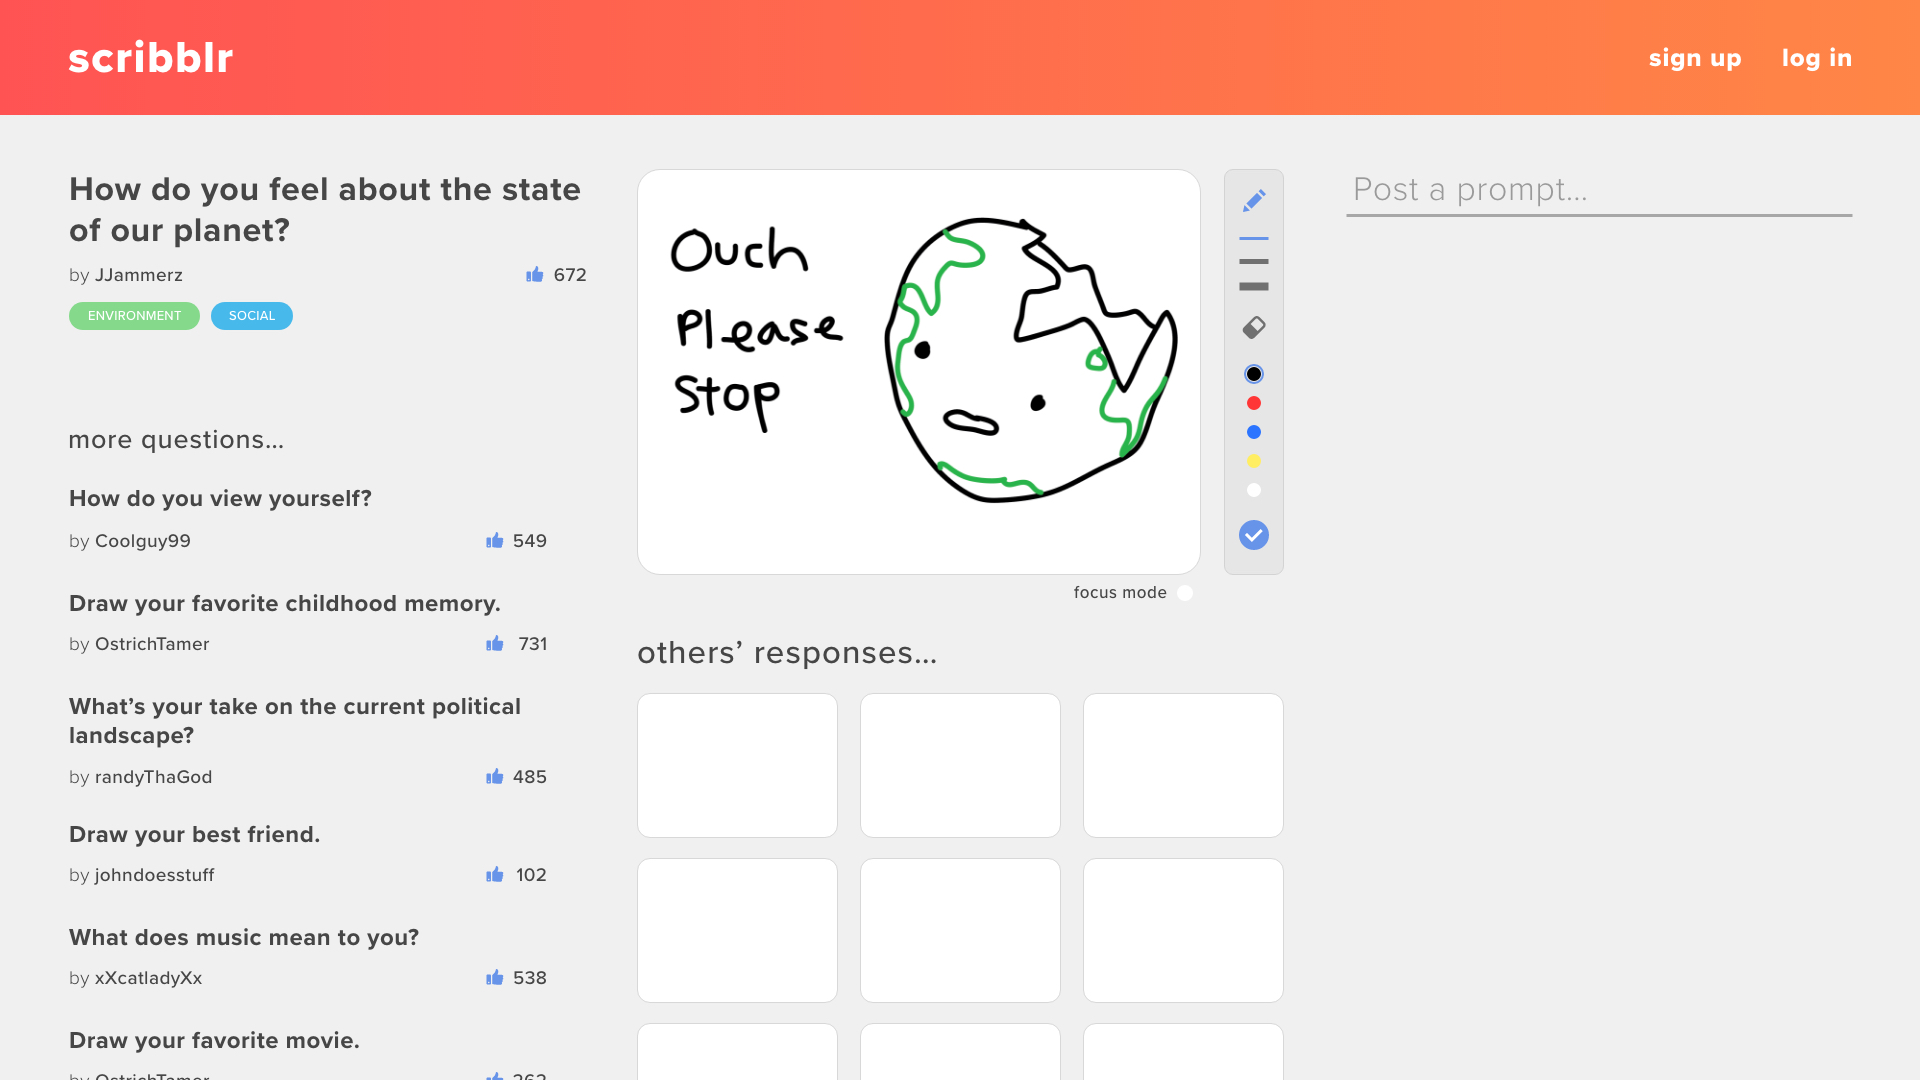 scribblr
sign up
log in
How do you feel about the state
of our planet?
by JJammerz
672
ENVIRONMENT
SOCIAL
more questions...
How do you view yourself?
by Coolguy99
549
Draw your favorite childhood memory.
by OstrichTamer
731
What’s your take on the current political
landscape?
by randyThaGod
485
Draw your best friend.
by johndoesstuff
102
What does music mean to you?
by xXcatladyXx
538
Draw your favorite movie.
by OstrichTamer
262
Ouch
Please
Stop
focus mode
others’ responses...
Post a prompt...